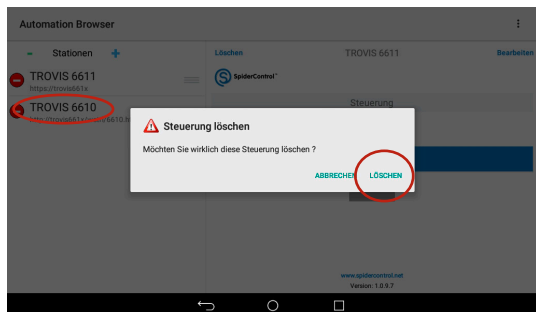 Automation Browser
- Stationen +
Löschen
TROVIS 6611
Bearbeiten
TROVIS 6611
https://trovis661x
SpiderControl™
TROVIS 6610
Steuerung
Steuerung löschen
Möchten Sie wirklich diese Steuerung löschen ?
ABBRECHEN
LÖSCHEN
www.spidercontrol.net
Version: 1.0.9.7